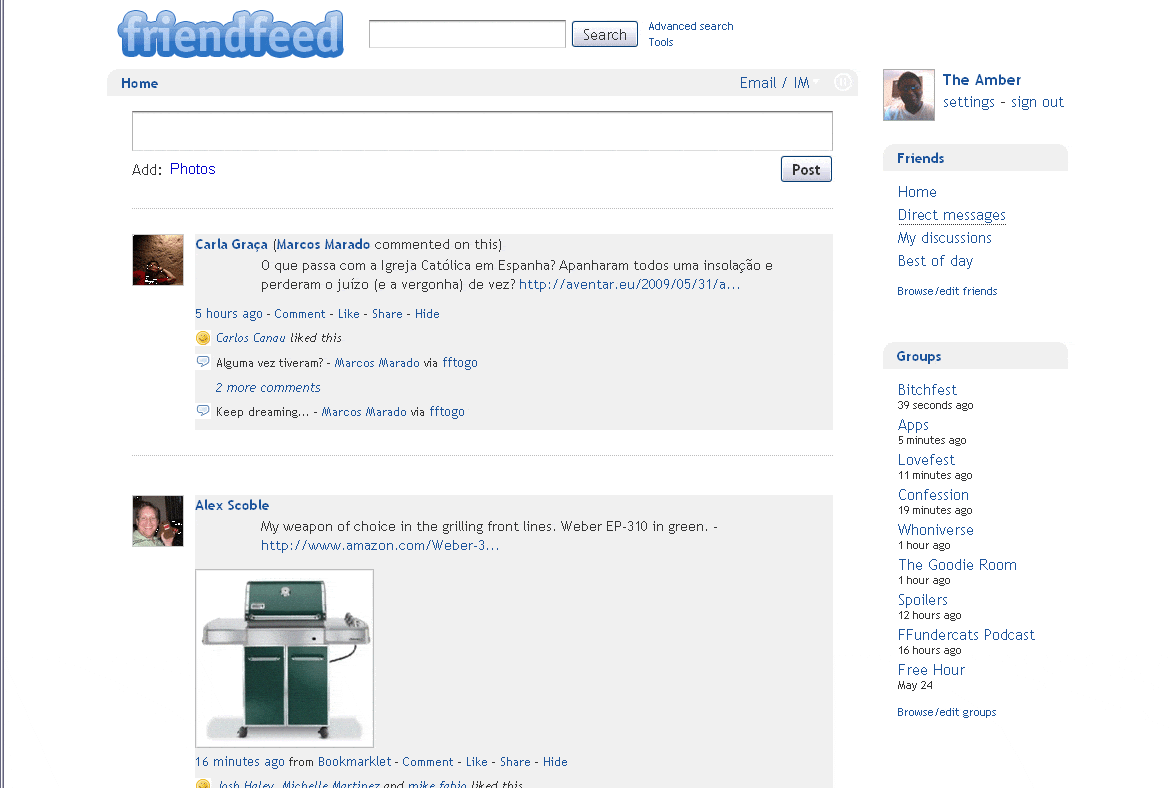 friendfeed
Search
Advanced search
Tools
Home
Email / IM
The Amber
settings - sign out
Add: Photos
Post
Carla Graça (Marcos Marado commented on this)
O que passa com a Igreja Católica em Espanha? Apanharam todos uma insolação e
perderam o juízo (e a vergonha) de vez? http://aventar.eu/2009/05/31/a...
5 hours ago - Comment - Like - Share - Hide
Carlos Canau liked this
Alguma vez tiveram? - Marcos Marado via fftogo
2 more comments
Keep dreaming... - Marcos Marado via fftogo
Alex Scoble
My weapon of choice in the grilling front lines. Weber EP-310 in green. -
http://www.amazon.com/Weber-3...
16 minutes ago from Bookmarklet - Comment - Like - Share - Hide
Josh Haley, Michelle Martinez and mike fabio liked this
Friends
Home
Direct messages
My discussions
Best of day
Browse/edit friends
Groups
Bitchfest
39 seconds ago
Apps
5 minutes ago
Lovefest
11 minutes ago
Confession
19 minutes ago
Whoniverse
1 hour ago
The Goodie Room
1 hour ago
Spoilers
12 hours ago
FFundercats Podcast
16 hours ago
Free Hour
May 24
Browse/edit groups